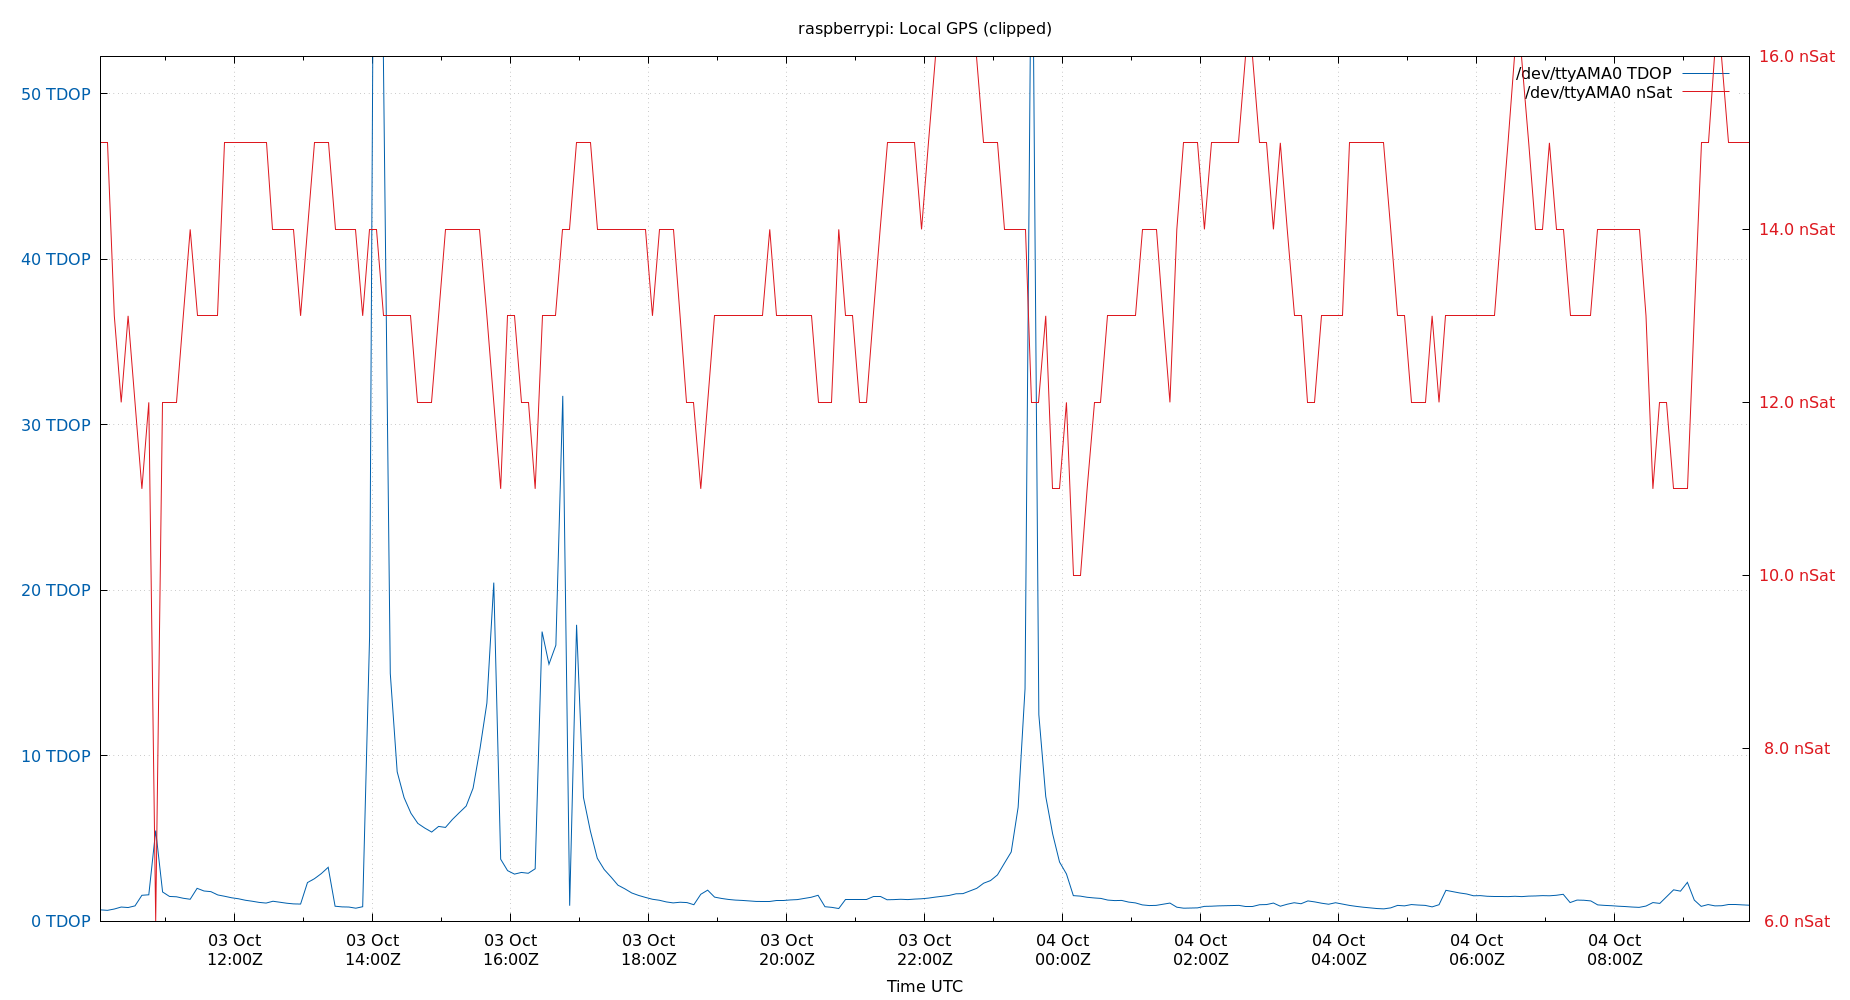 raspberrypi: Local GPS (clipped)
/dev/ttyAMA0 TDOP
/dev/ttyAMA0 nSat
50 TDOP
40 TDOP
30 TDOP
20 TDOP
10 TDOP
0 TDOP
16.0 nSat
14.0 nSat
12.0 nSat
10.0 nSat
8.0 nSat
6.0 nSat
03 Oct
12:00Z
03 Oct
14:00Z
03 Oct
16:00Z
03 Oct
18:00Z
03 Oct
20:00Z
03 Oct
22:00Z
04 Oct
00:00Z
04 Oct
02:00Z
04 Oct
04:00Z
04 Oct
06:00Z
04 Oct
08:00Z
Time UTC